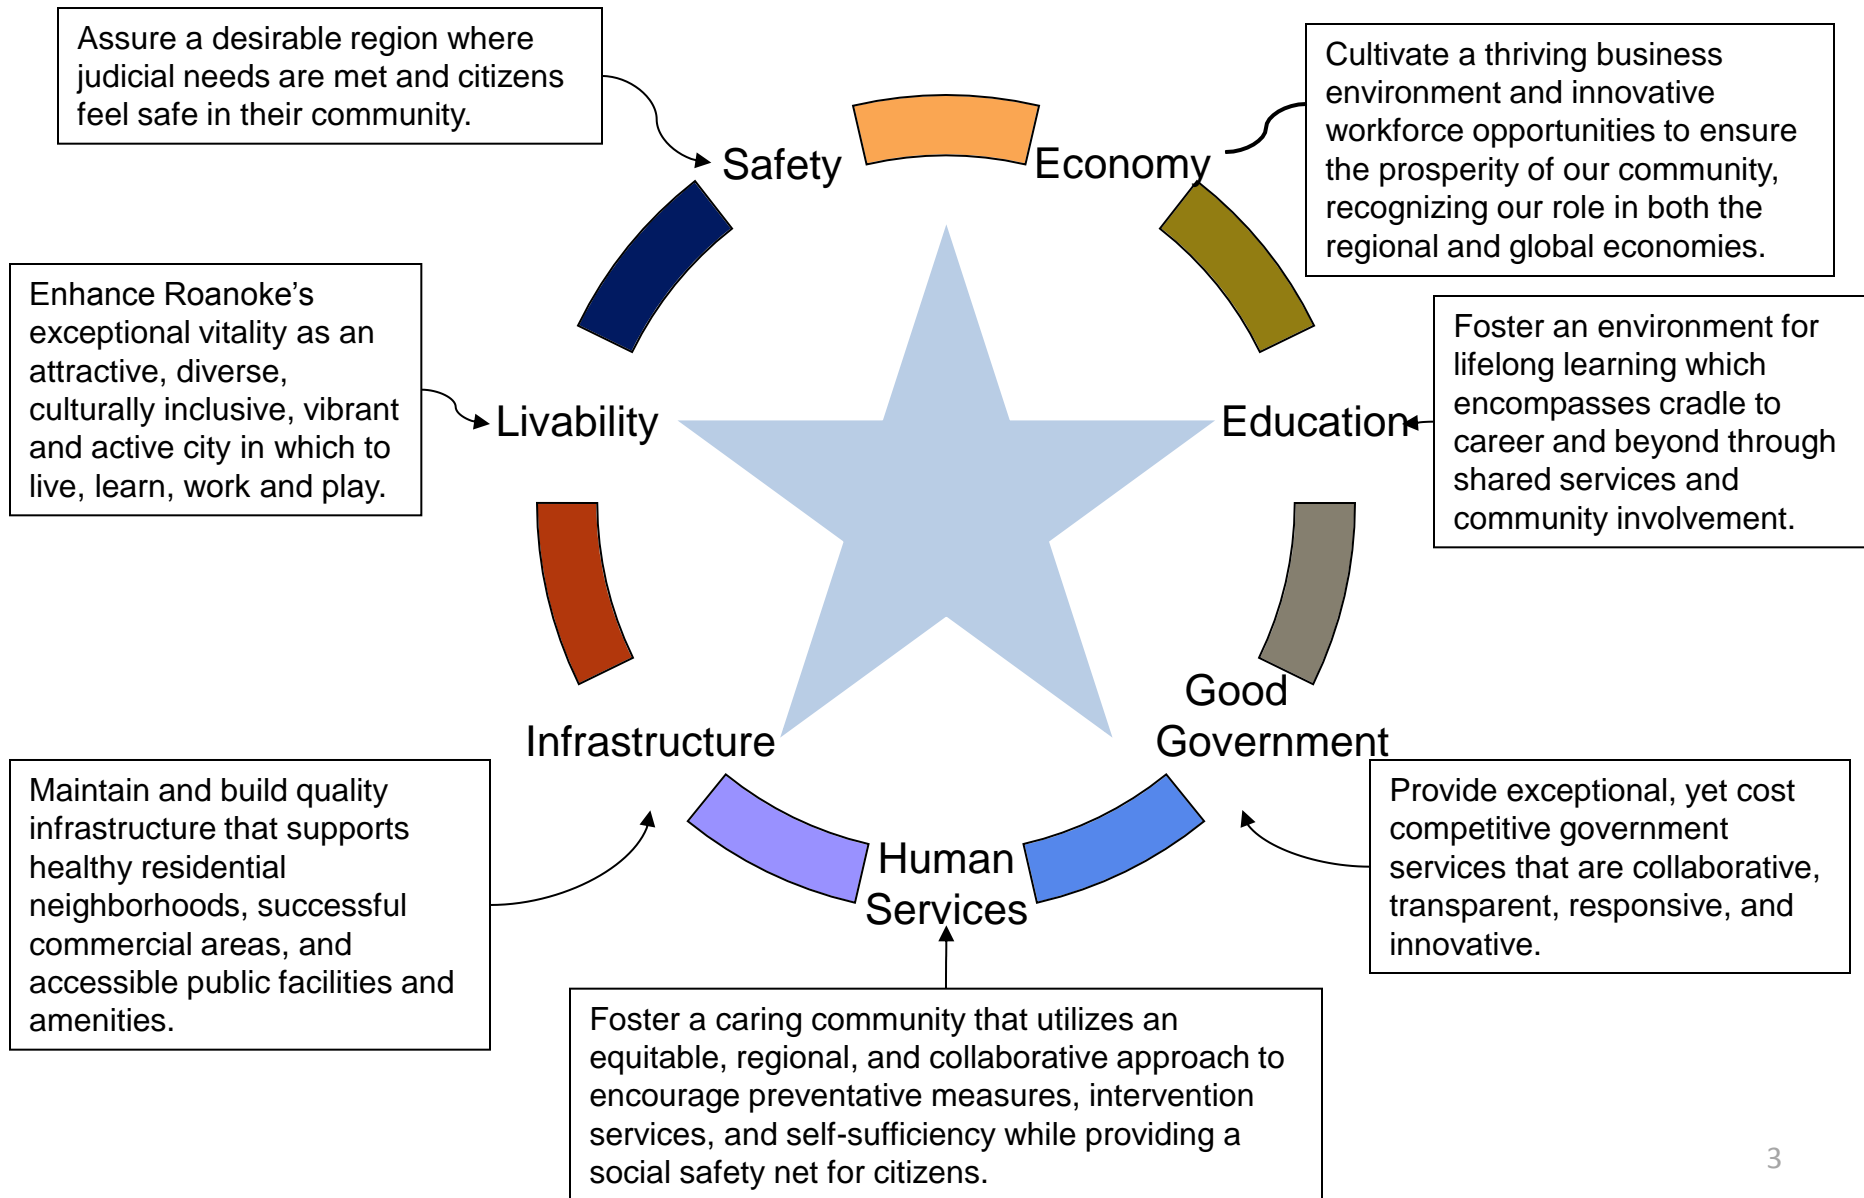 Assure a desirable region where
judicial needs are met and citizens
feel safe in their community.
Cultivate a thriving business
environment and innovative
workforce opportunities to ensure
the prosperity of our community,
recognizing our role in both the
regional and global economies.
Safety
Economy
Enhance Roanoke’s
exceptional vitality as an
attractive, diverse,
culturally inclusive, vibrant
and active city in which to
live, learn, work and play.
Livability
Education
Foster an environment for
lifelong learning which
encompasses cradle to
career and beyond through
shared services and
community involvement.
Good
Government
Infrastructure
Maintain and build quality
infrastructure that supports
healthy residential
neighborhoods, successful
commercial areas, and
accessible public facilities and
amenities.
Human
Services
Provide exceptional, yet cost
competitive government
services that are collaborative,
transparent, responsive, and
innovative.
Foster a caring community that utilizes an
equitable, regional, and collaborative approach to
encourage preventative measures, intervention
services, and self-sufficiency while providing a
social safety net for citizens.
3